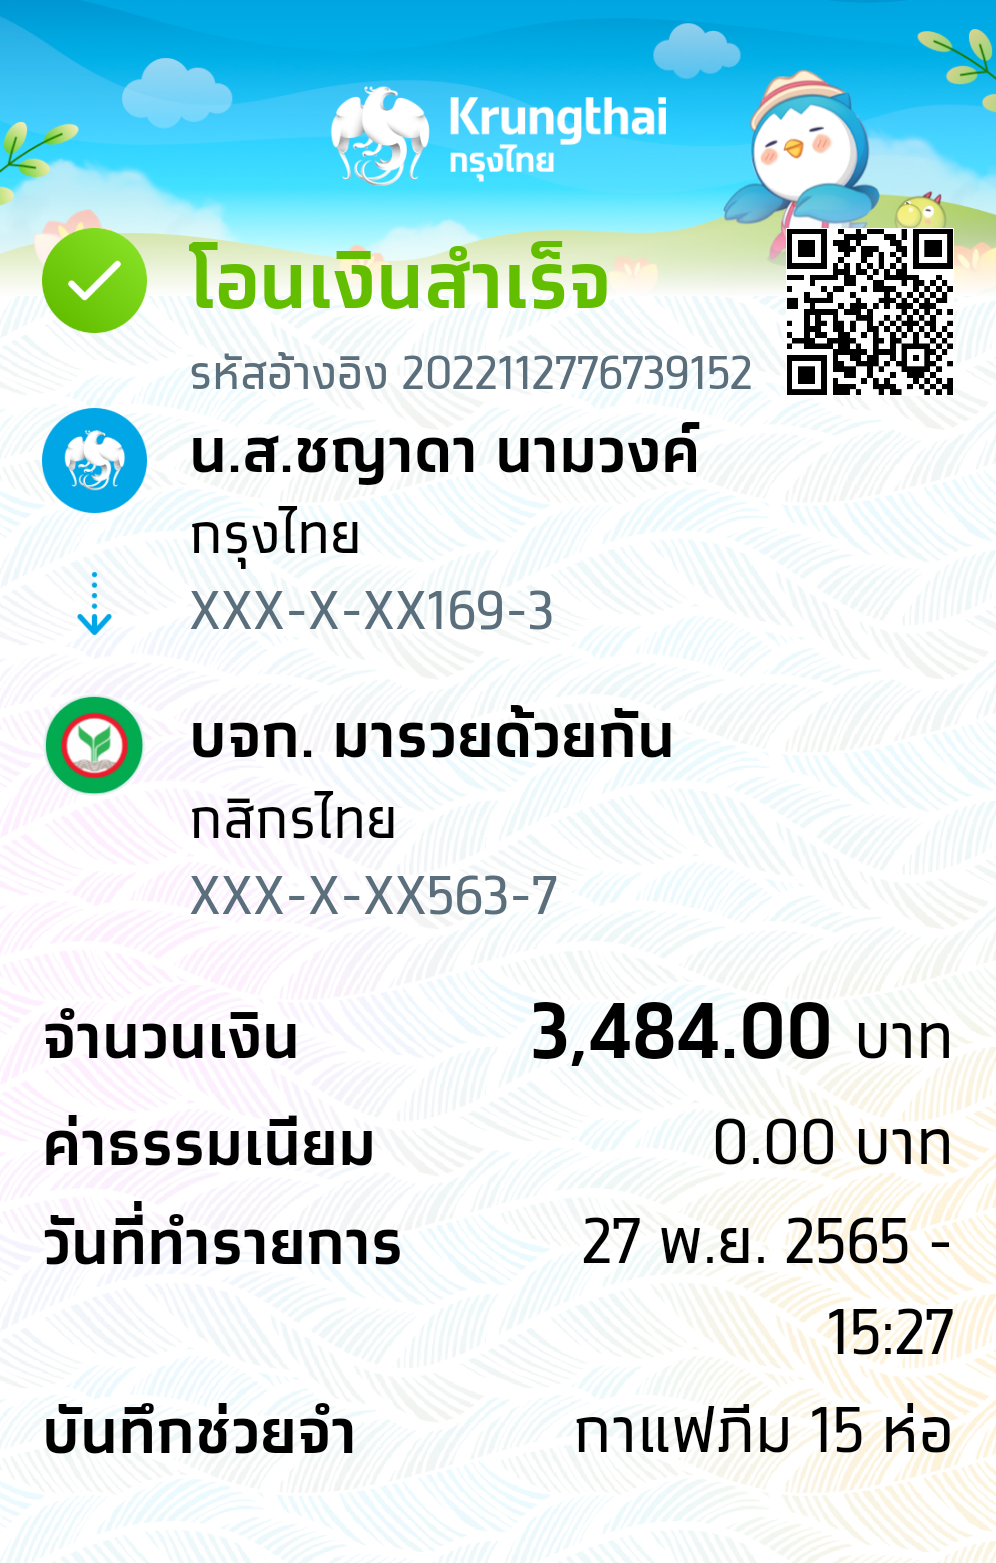 Krungthai
กรุงไทย
โอนเงินสำเร็จ
รหัสอ้างอิง 2022112776739152
น.ส.ชญาดา นามวงค์
กรุงไทย
XXX-X-XX169-3
บจก. มารวยด้วยกัน
กสิกรไทย
XXX-X-XX563-7
จำนวนเงิน 3,484.00 บาท
ค่าธรรมเนียม 0.00 บาท
วันที่ทำรายการ 27 พ.ย. 2565 -
15:27
บันทึกช่วยจำ กาแฟภีม 15 ห่อ